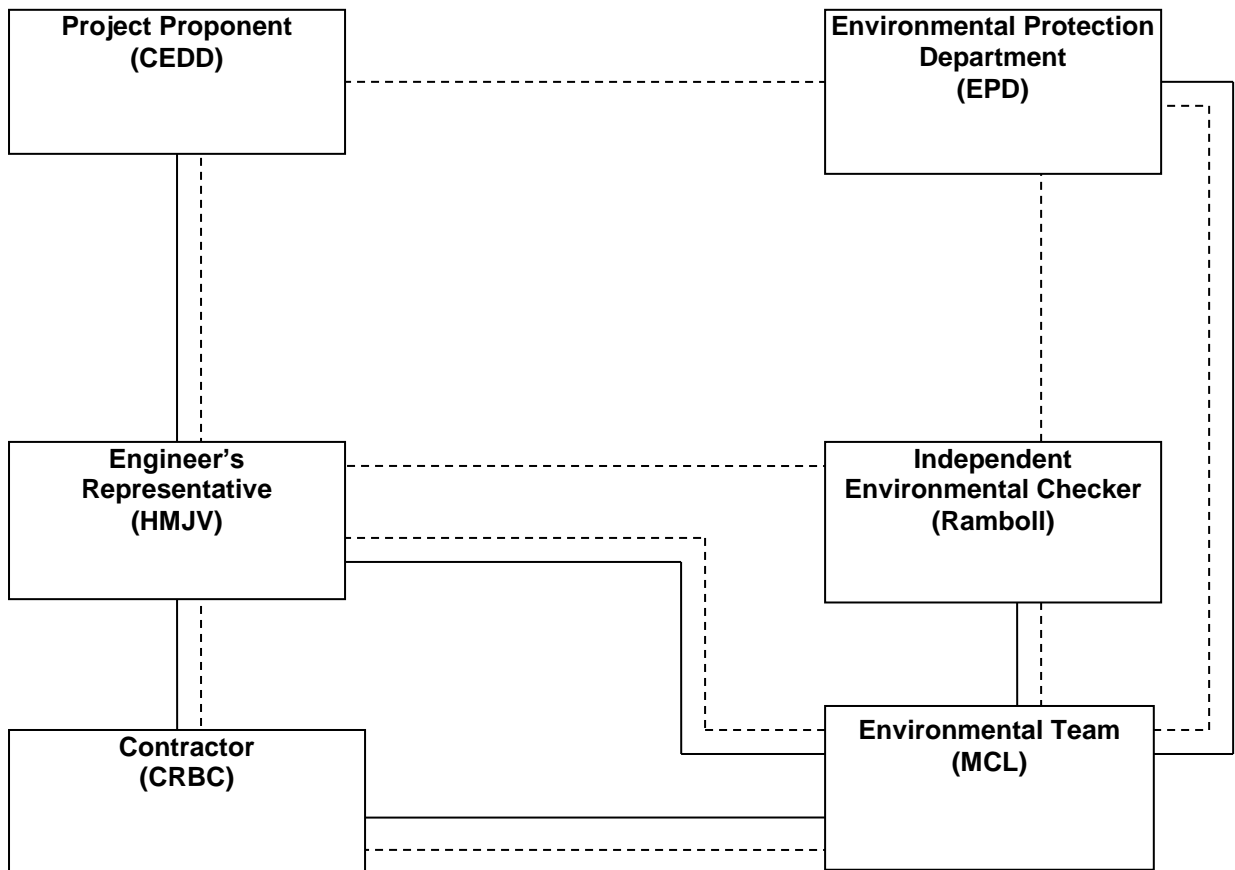 Project Proponent
(CEDD)
Environmental Protection
Department
(EPD)
Engineer’s
Representative
(HMJV)
Independent
Environmental Checker
(Ramboll)
Contractor
(CRBC)
Environmental Team
(MCL)